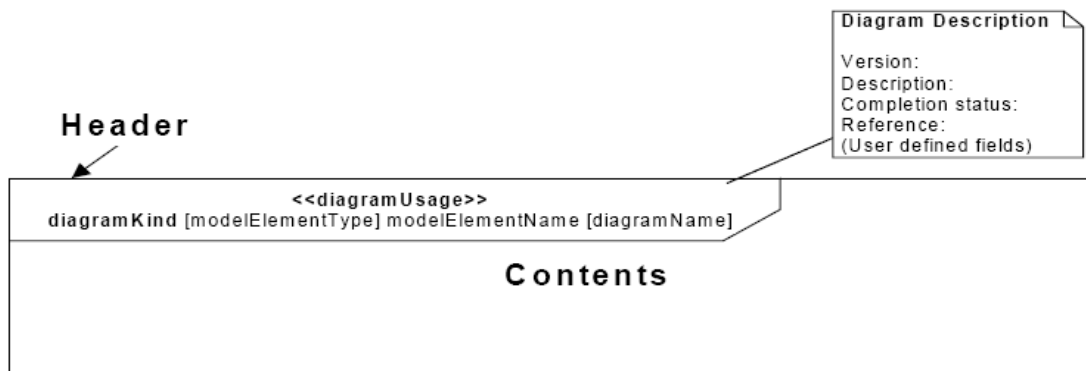 Diagram Description
Version:
Description:
Completion status:
Reference:
(User defined fields)
Header
<<diagramUsage>>
diagramKind [modelElementType] modelElementName [diagramName]
Contents